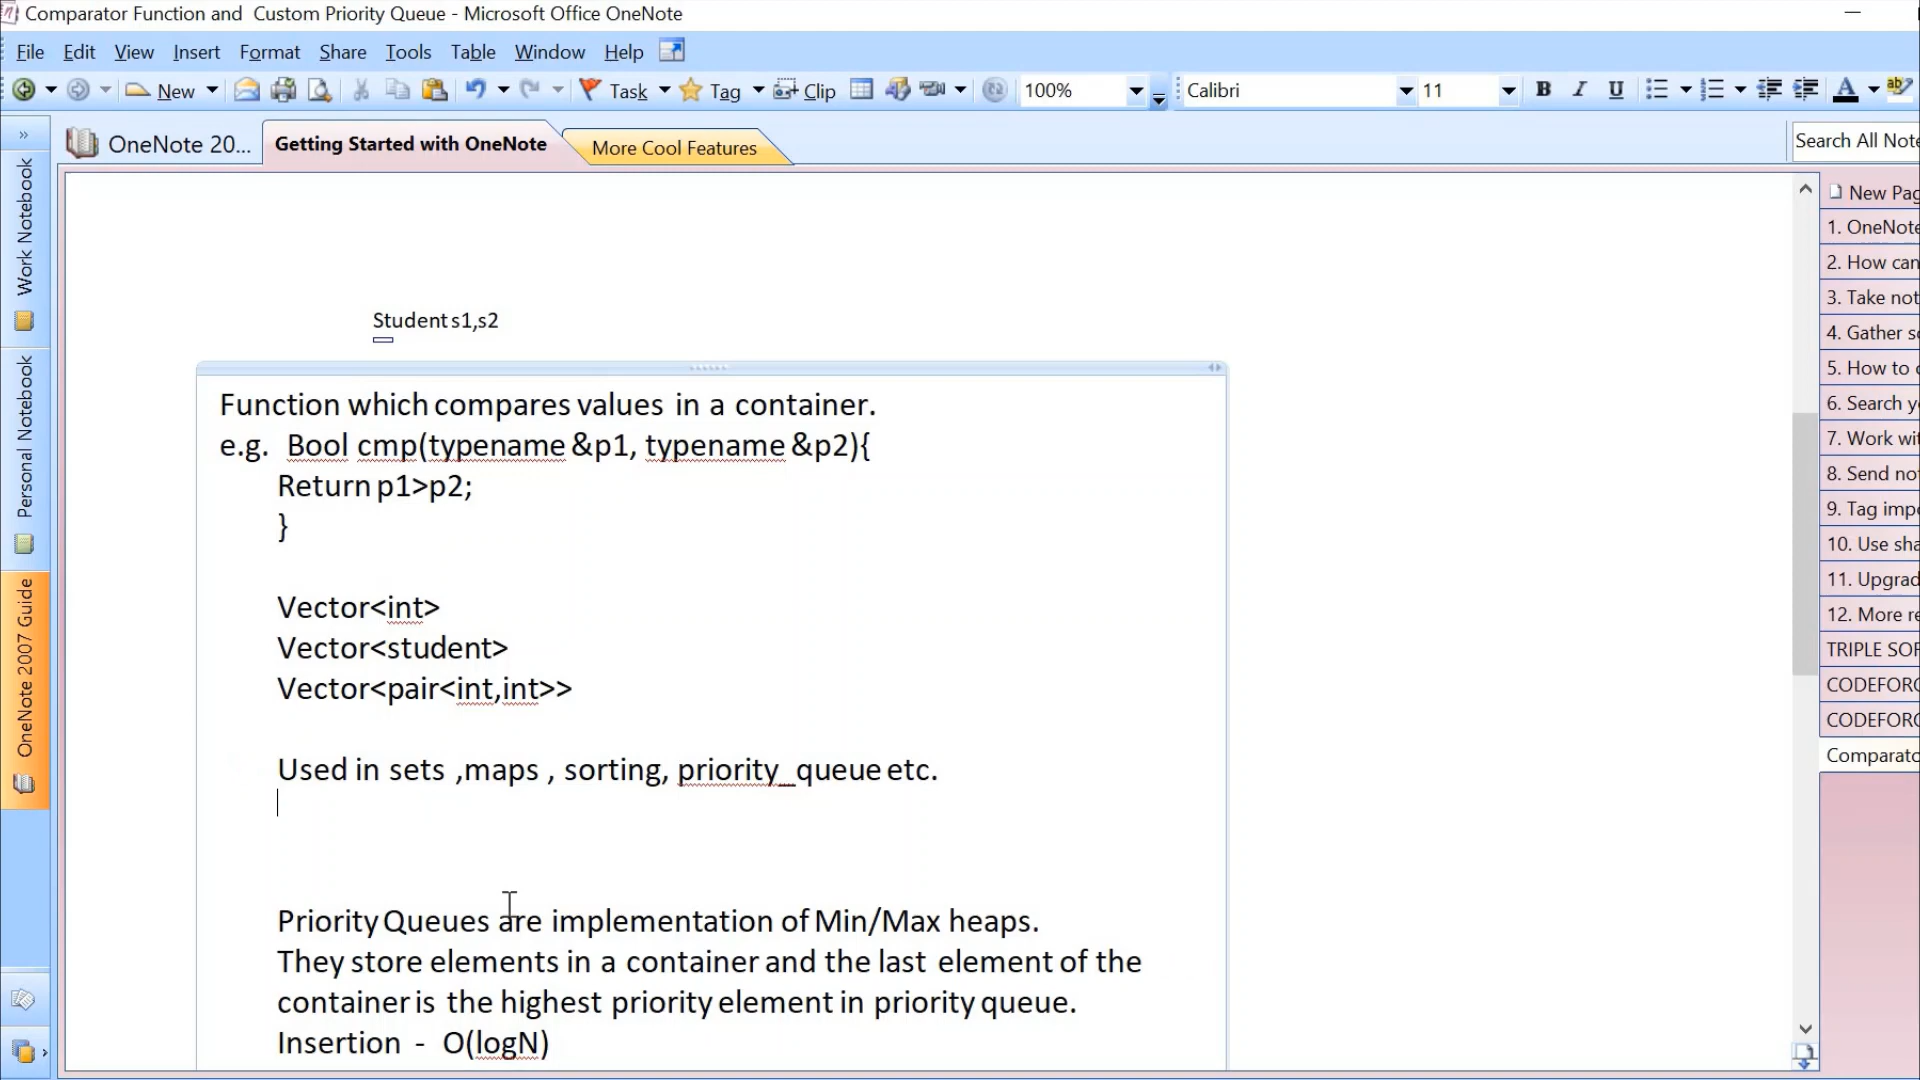 Comparator Function and Custom Priority Queue - Microsoft Office OneNote
File Edit View Insert Format Share Tools Table Window Help
New Task Tag Clip 100% Calibri 11 B I U A ab
OneNote 20... Getting Started with OneNote More Cool Features Search All Note
Work Notebook
Personal Notebook
OneNote 2007 Guide
Student s1,s2
Function which compares values in a container.
e.g. Bool cmp(typename &p1, typename &p2){
Return p1>p2;
}
Vector<int>
Vector<student>
Vector<pair<int,int>>
Used in sets ,maps , sorting, priority_queue etc.
Priority Queues are implementation of Min/Max heaps.
They store elements in a container and the last element of the
container is the highest priority element in priority queue.
Insertion - O(logN)
New Pag
1. OneNote
2. How can
3. Take not
4. Gather so
5. How to o
6. Search yo
7. Work wit
8. Send not
9. Tag impo
10. Use sha
11. Upgrad
12. More re
TRIPLE SOR
CODEFORC
CODEFORC
Comparato